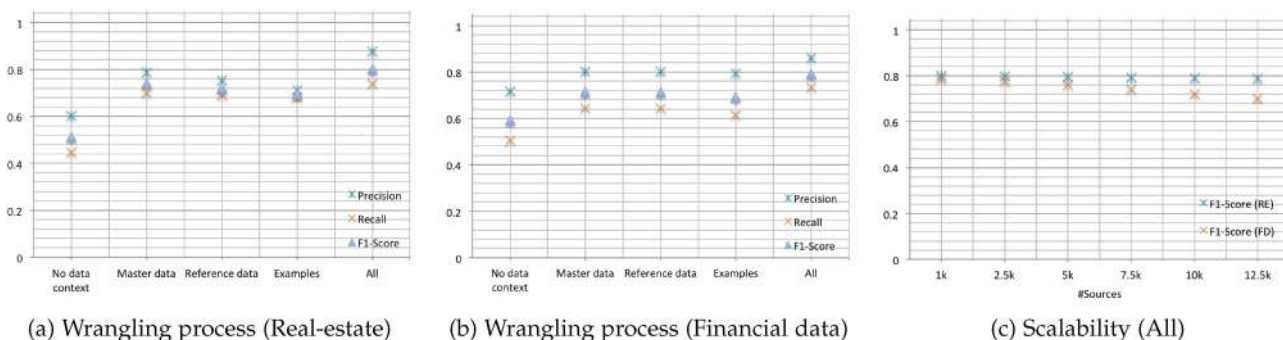 1
0.8
0.6
0.4
0.2
0
Precision
Recall
F1-Score
No data context
Master data
Reference data
Examples
All
(a) Wrangling process (Real-estate)
1
0.8
0.6
0.4
0.2
0
Precision
Recall
F1-Score
No data context
Master data
Reference data
Examples
All
(b) Wrangling process (Financial data)
1
0.8
0.6
0.4
0.2
0
F1-Score (RE)
F1-Score (FD)
1k
2.5k
5k
7.5k
10k
12.5k
#Sources
(c) Scalability (All)